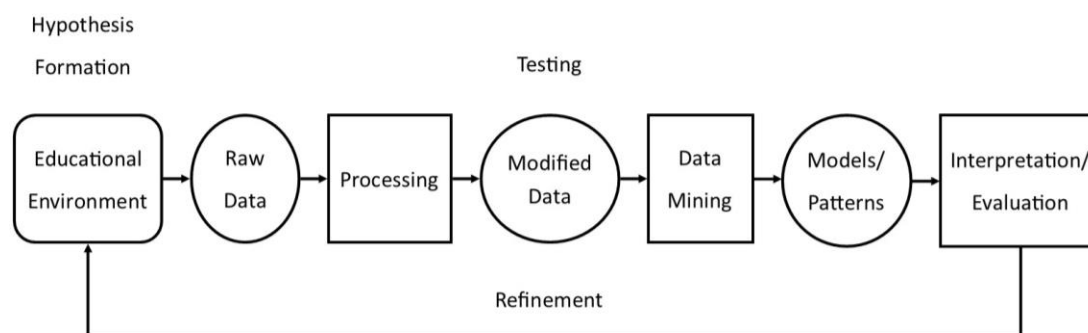 Hypothesis
Formation
Testing
Educational
Environment
Raw
Data
Processing
Modified
Data
Data
Mining
Models/
Patterns
Interpretation/
Evaluation
Refinement